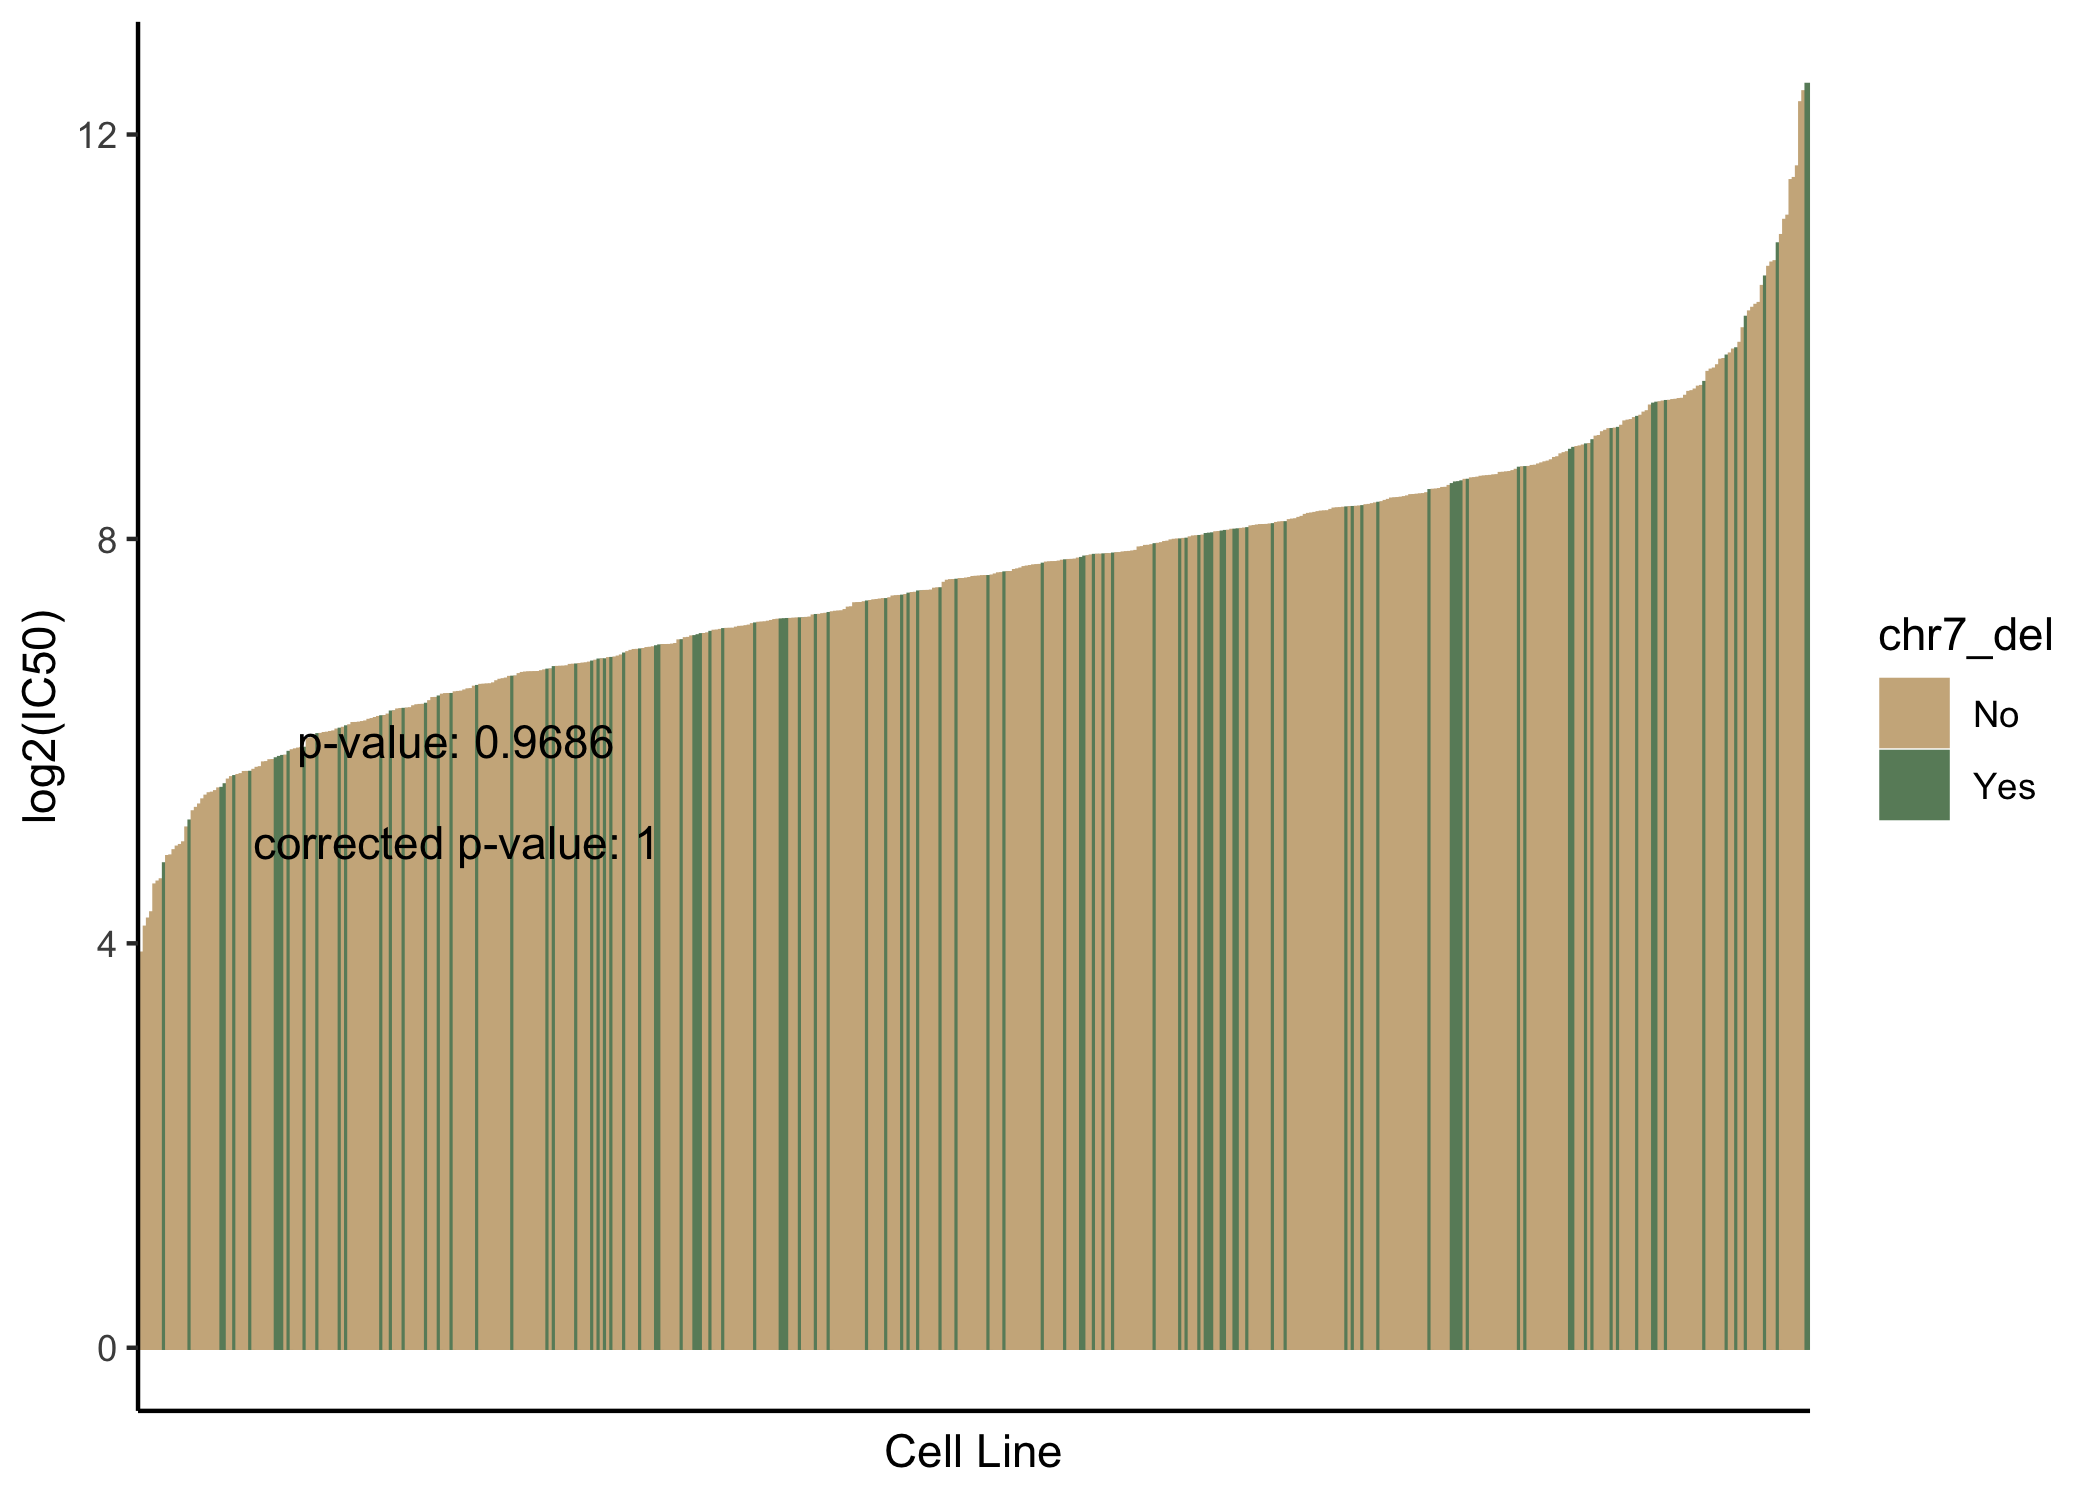 12
8
4
0
log2(IC50)
p-value: 0.9686
corrected p-value: 1
Cell Line
chr7_del
No
Yes